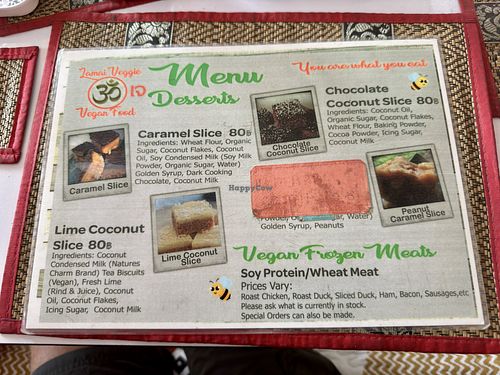 Lamai Veggie
Vegan Food
Menu
Desserts
You are what you eat
Caramel Slice 80฿
Ingredients: Wheat Flour, Organic
Sugar, Coconut Flakes, Coconut
Oil, Soy Condensed Milk (Soy Milk
Powder, Organic Sugar, Water)
Golden Syrup, Dark Cooking
Chocolate, Coconut Milk
Caramel Slice
Chocolate
Coconut Slice 80฿
Ingredients: Coconut Oil,
Organic Sugar, Coconut Flakes,
Wheat Flour, Baking Powder,
Cocoa Powder, Icing Sugar,
Coconut Milk
Chocolate
Coconut Slice
Lime Coconut
Slice 80฿
Ingredients: Coconut
Condensed Milk (Natures
Charm Brand) Tea Biscuits
(Vegan), Fresh Lime
(Rind & Juice), Coconut
Oil, Coconut Flakes,
Icing Sugar, Coconut Milk
Lime Coconut
Slice
HappyCow
Powder, Sugar, Water)
Golden Syrup, Peanuts
Peanut
Caramel Slice
Vegan Frozen Meats
Soy Protein/Wheat Meat
Prices Vary:
Roast Chicken, Roast Duck, Sliced Duck, Ham, Bacon, Sausages,etc
Please ask what is currently in stock.
Special Orders can also be made.